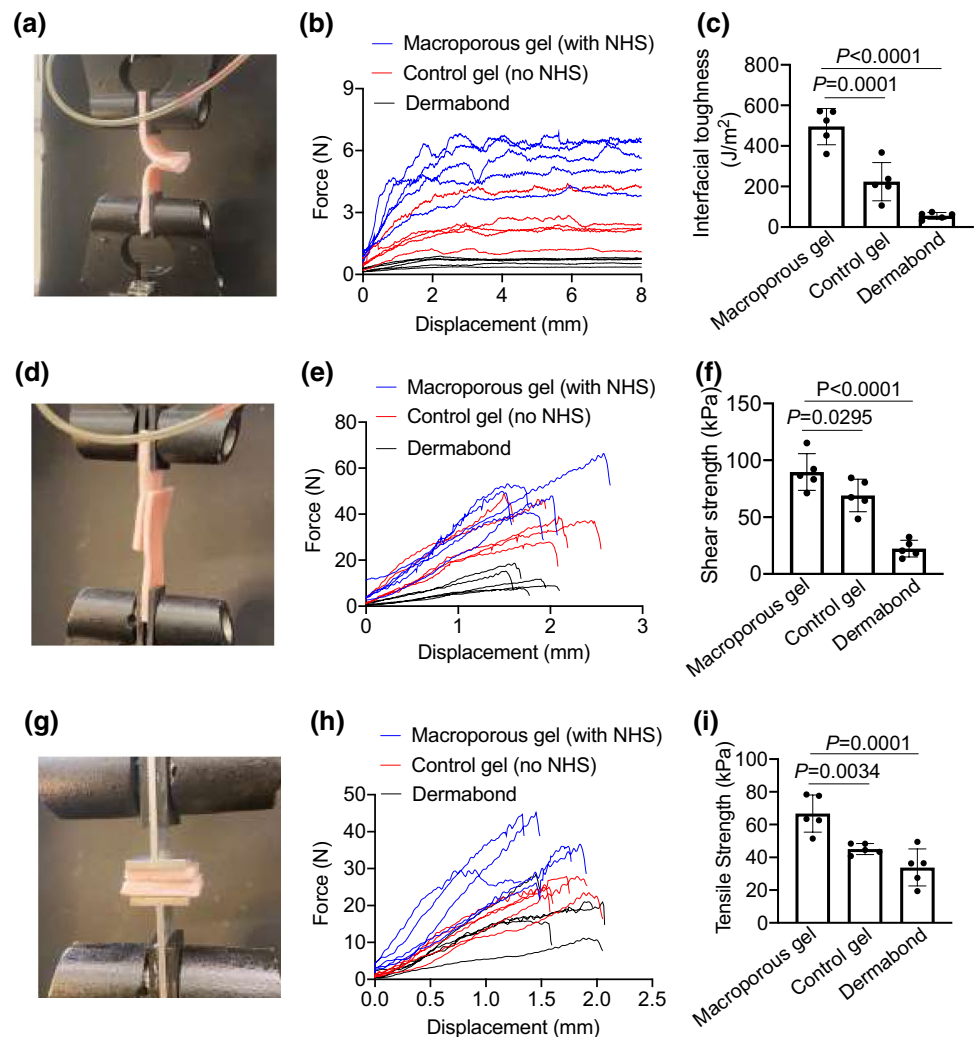 (a)
(b)
Macroporous gel (with NHS)
Control gel (no NHS)
Dermabond
Force (N)
9
6
3
0
0 2 4 6 8
Displacement (mm)
(c)
P<0.0001
P=0.0001
Interfacial toughness
(J/m²)
800
600
400
200
0
Macroporous gel
Control gel
Dermabond
(d)
(e)
Macroporous gel (with NHS)
Control gel (no NHS)
Dermabond
Force (N)
80
60
40
20
0
0 1 2 3
Displacement (mm)
(f)
P<0.0001
P=0.0295
Shear strength (kPa)
150
100
50
0
Macroporous gel
Control gel
Dermabond
(g)
(h)
Macroporous gel (with NHS)
Control gel (no NHS)
Dermabond
Force (N)
50
40
30
20
10
0
0.0 0.5 1.0 1.5 2.0 2.5
Displacement (mm)
(i)
P=0.0001
P=0.0034
Tensile Strength (kPa)
100
80
60
40
20
0
Macroporous gel
Control gel
Dermabond